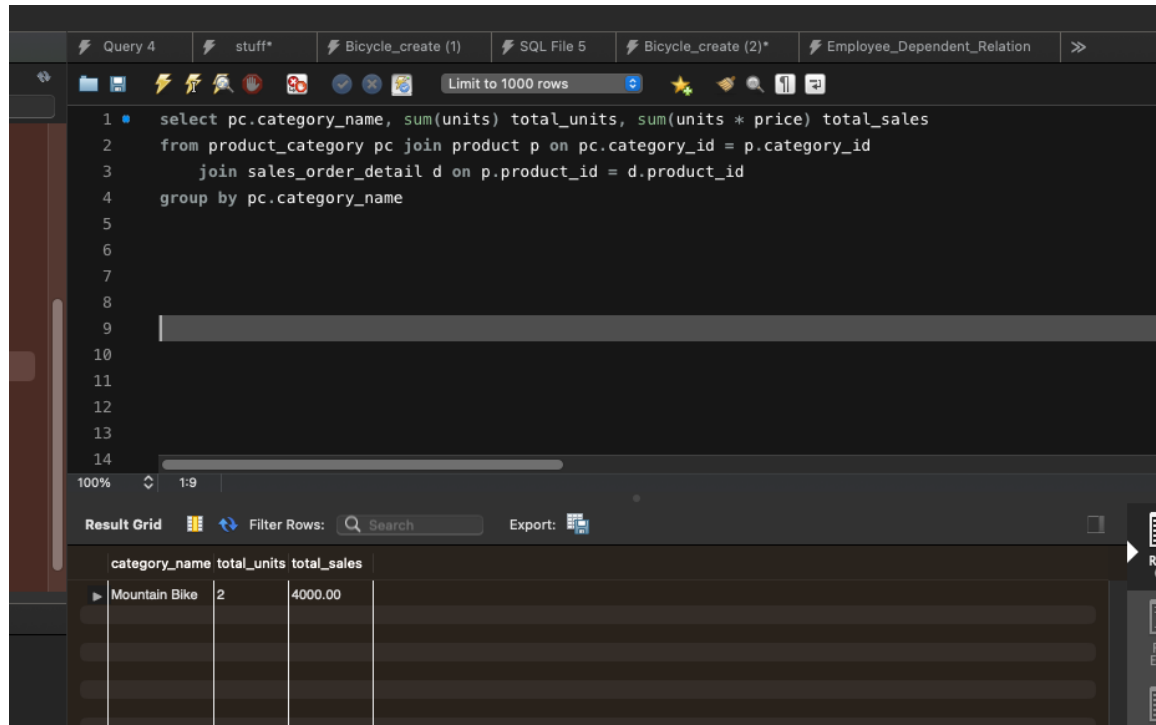 Query 4
stuff*
Bicycle_create (1)
SQL File 5
Bicycle_create (2)*
Employee_Dependent_Relation
Limit to 1000 rows
1 select pc.category_name, sum(units) total_units, sum(units * price) total_sales
2 from product_category pc join product p on pc.category_id = p.category_id
3 join sales_order_detail d on p.product_id = d.product_id
4 group by pc.category_name
5
6
7
8
9
10
11
12
13
14
100% 1:9
Result Grid Filter Rows: Search Export:
category_name total_units total_sales
Mountain Bike 2 4000.00